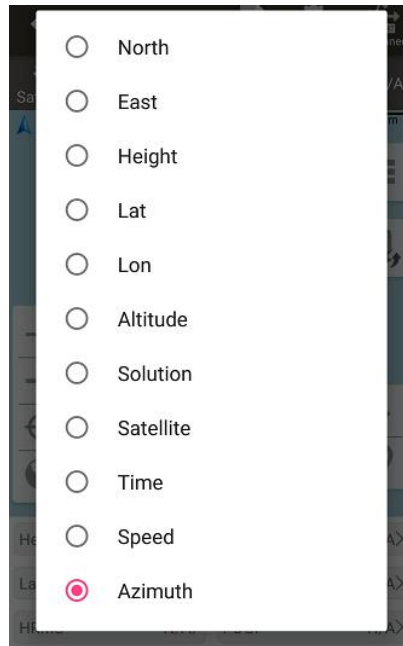 North
East
Height
Lat
Lon
Altitude
Solution
Satellite
Time
Speed
Azimuth